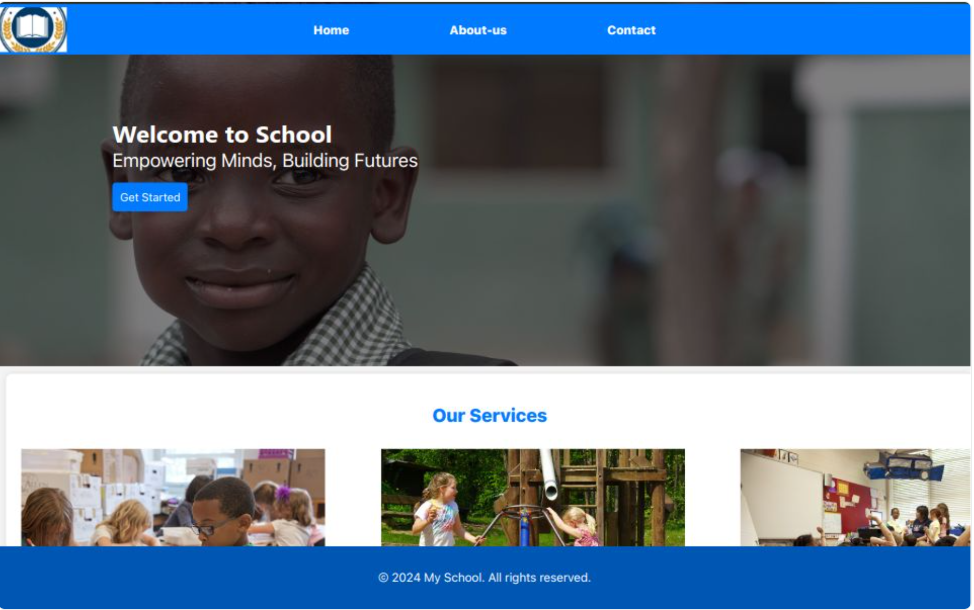 Home
About-us
Contact
Welcome to School
Empowering Minds, Building Futures
Get Started
Our Services
© 2024 My School. All rights reserved.